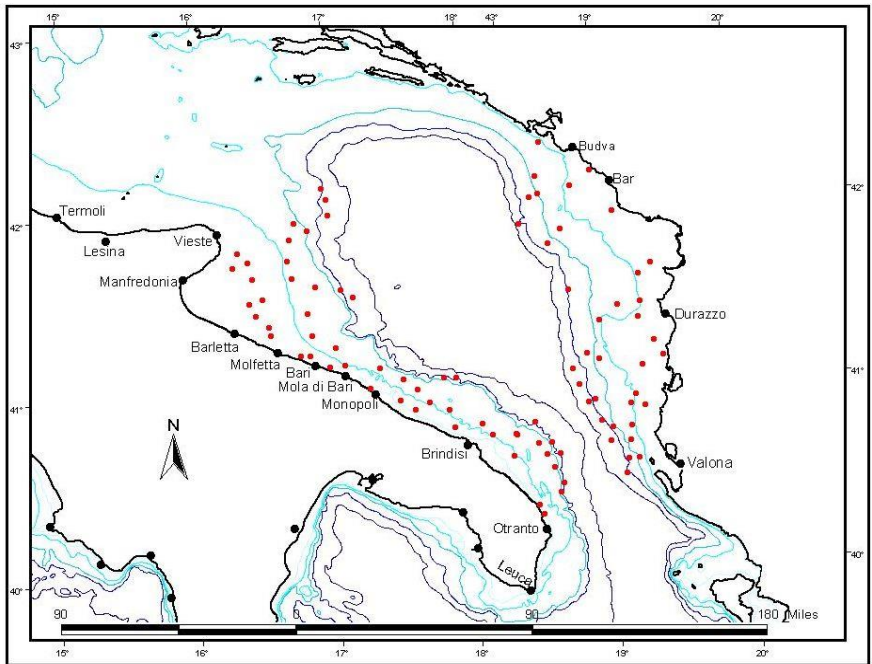 15' 16' 17' 18' 43' 19' 20'
43'
Budva
Bar
42'
Termoli
42'
Lesina
Vieste
Manfredonia
Durazzo
Barletta
Molfetta
Bari
Mola di Bari
41'
Monopoli
41'
N
Brindisi
Valona
Otranto
40'
Leuca
40'
90 0 90 180 Miles
15' 16' 17' 18' 19' 20'